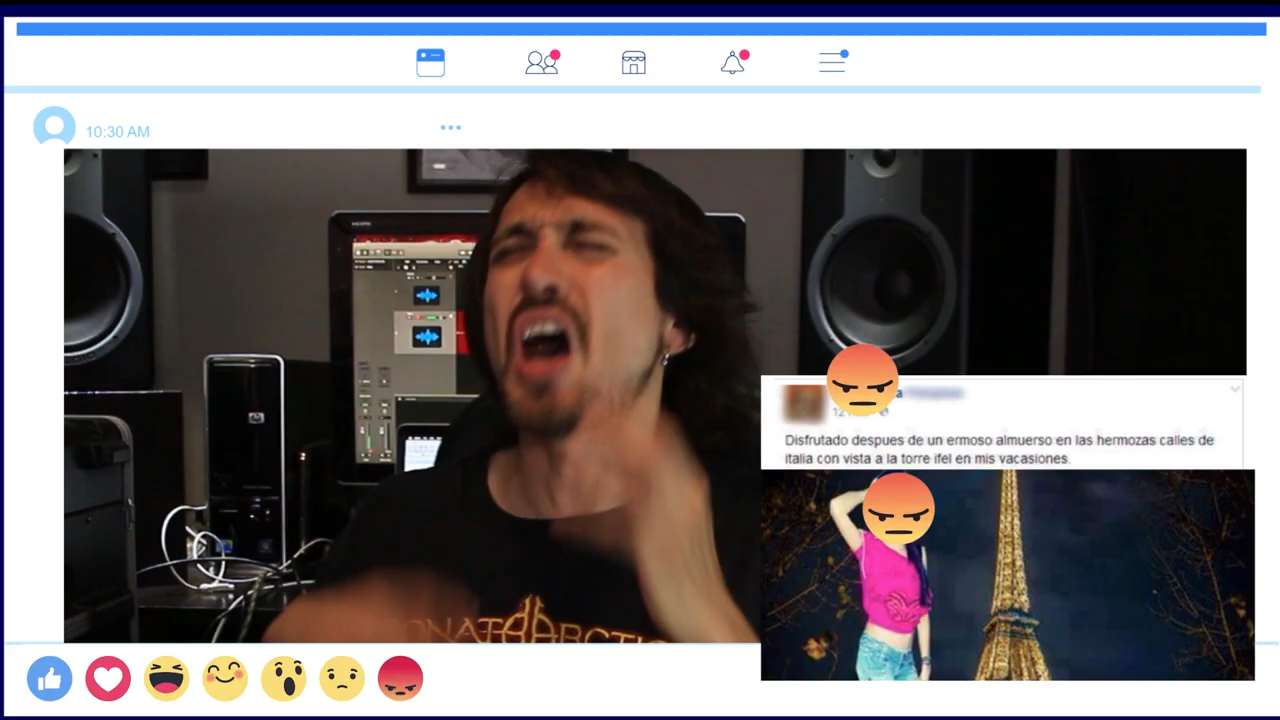 10:30 AM
Disfrutado despues de un ermoso almuerso en las hermozas calles de
italia con vista a la torre ifel en mis vacasiones.